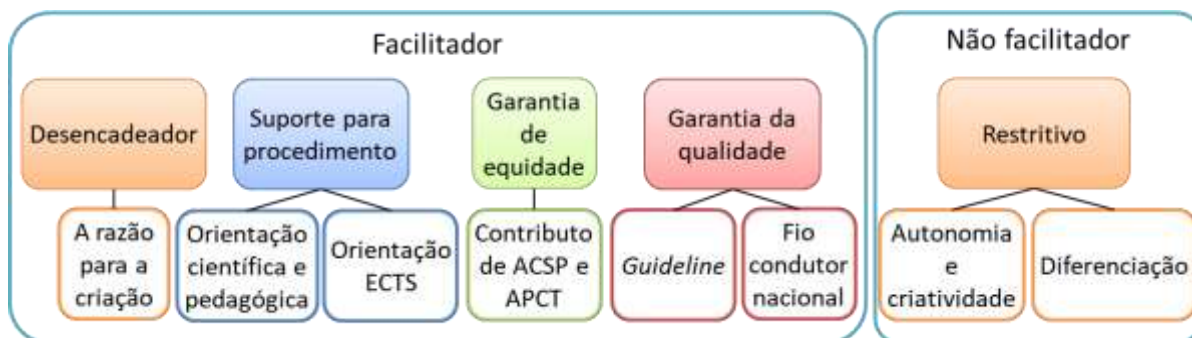 Facilitador
Não facilitador
Desencadeador
Suporte para
procedimento
Garantia
de
equidade
Garantia da
qualidade
Restritivo
A razão
para a
criação
Orientação
científica e
pedagógica
Orientação
ECTS
Contributo
de ACSP e
APCT
Guideline
Fio
condutor
nacional
Autonomia
e
criatividade
Diferenciação